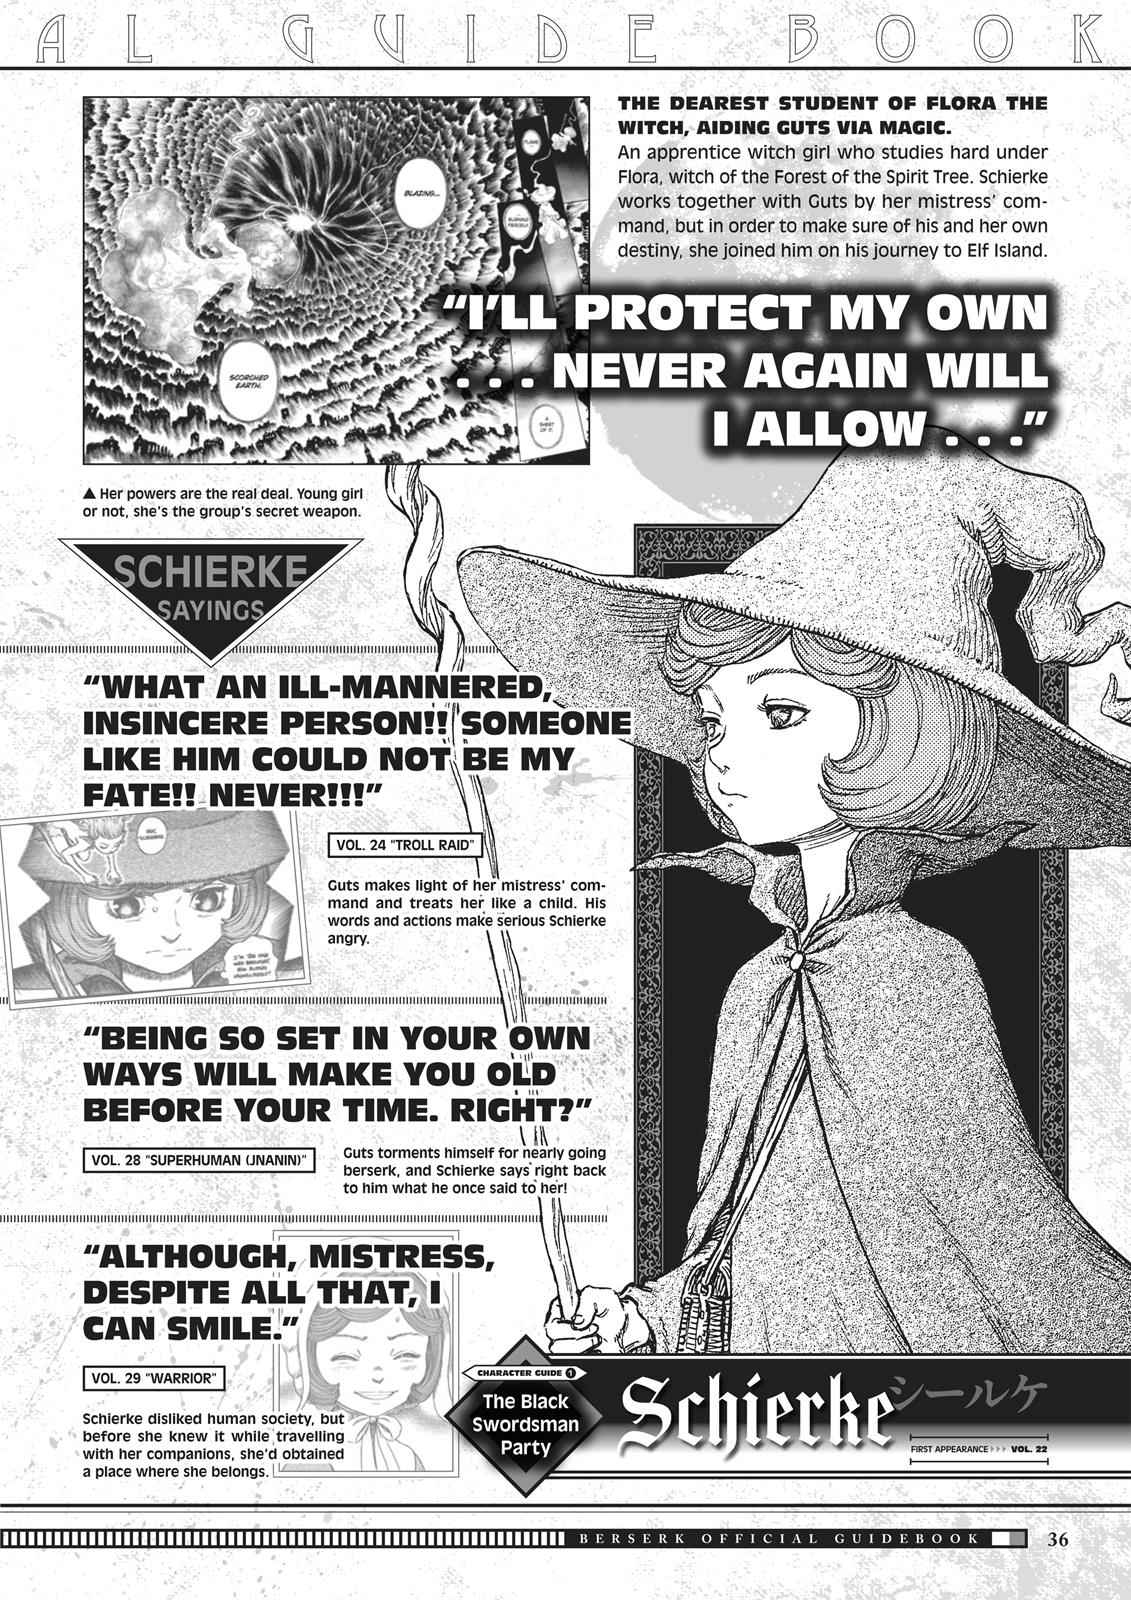 AL GUIDE BOOK
THE DEAREST STUDENT OF FLORA THE
WITCH, AIDING GUTS VIA MAGIC.
An apprentice witch girl who studies hard under
Flora, witch of the Forest of the Spirit Tree. Schierke
works together with Guts by her mistress' com-
mand, but in order to make sure of his and her own
destiny, she joined him on his journey to Elf Island.
BLAZING...
SCORCHED
EARTH.
A
SHEET
OF IT.
"I'LL PROTECT MY OWN
. . . NEVER AGAIN WILL
I ALLOW . . ."
▲ Her powers are the real deal. Young girl
or not, she's the group's secret weapon.
SCHIERKE
SAYINGS
"WHAT AN ILL-MANNERED,
INSINCERE PERSON!! SOMEONE
LIKE HIM COULD NOT BE MY
FATE!! NEVER!!!"
VOL. 24 "TROLL RAID"
Guts makes light of her mistress' com-
mand and treats her like a child. His
words and actions make serious Schierke
angry.
"BEING SO SET IN YOUR OWN
WAYS WILL MAKE YOU OLD
BEFORE YOUR TIME. RIGHT?"
VOL. 28 "SUPERHUMAN (JNANIN)"
Guts torments himself for nearly going
berserk, and Schierke says right back
to him what he once said to her!
"ALTHOUGH, MISTRESS,
DESPITE ALL THAT, I
CAN SMILE."
VOL. 29 "WARRIOR"
Schierke disliked human society, but
before she knew it while travelling
with her companions, she'd obtained
a place where she belongs.
CHARACTER GUIDE 1
The Black
Swordsman
Party
Schierke シールケ
FIRST APPEARANCE VOL. 22
BERSERK OFFICIAL GUIDEBOOK 36